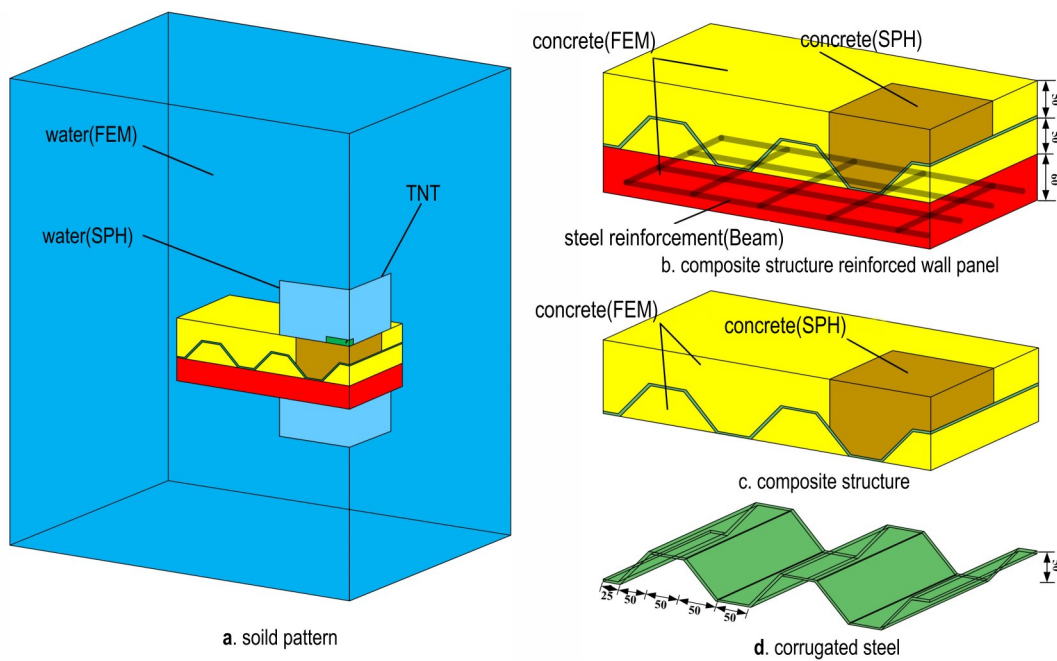 water(FEM)
water(SPH)
TNT
a. soild pattern
concrete(FEM)
concrete(SPH)
steel reinforcement(Beam)
b. composite structure reinforced wall panel
concrete(FEM)
concrete(SPH)
c. composite structure
25 50 50 50 50
d. corrugated steel